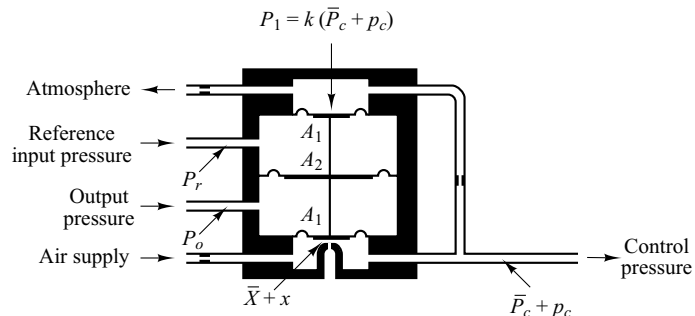 P₁ = k (P̅c + pc)
Atmosphere
Reference
input pressure
A₁
A₂
Pr
Output
pressure
A₁
Po
Air supply
Control
pressure
X̅ + x
P̅c + pc